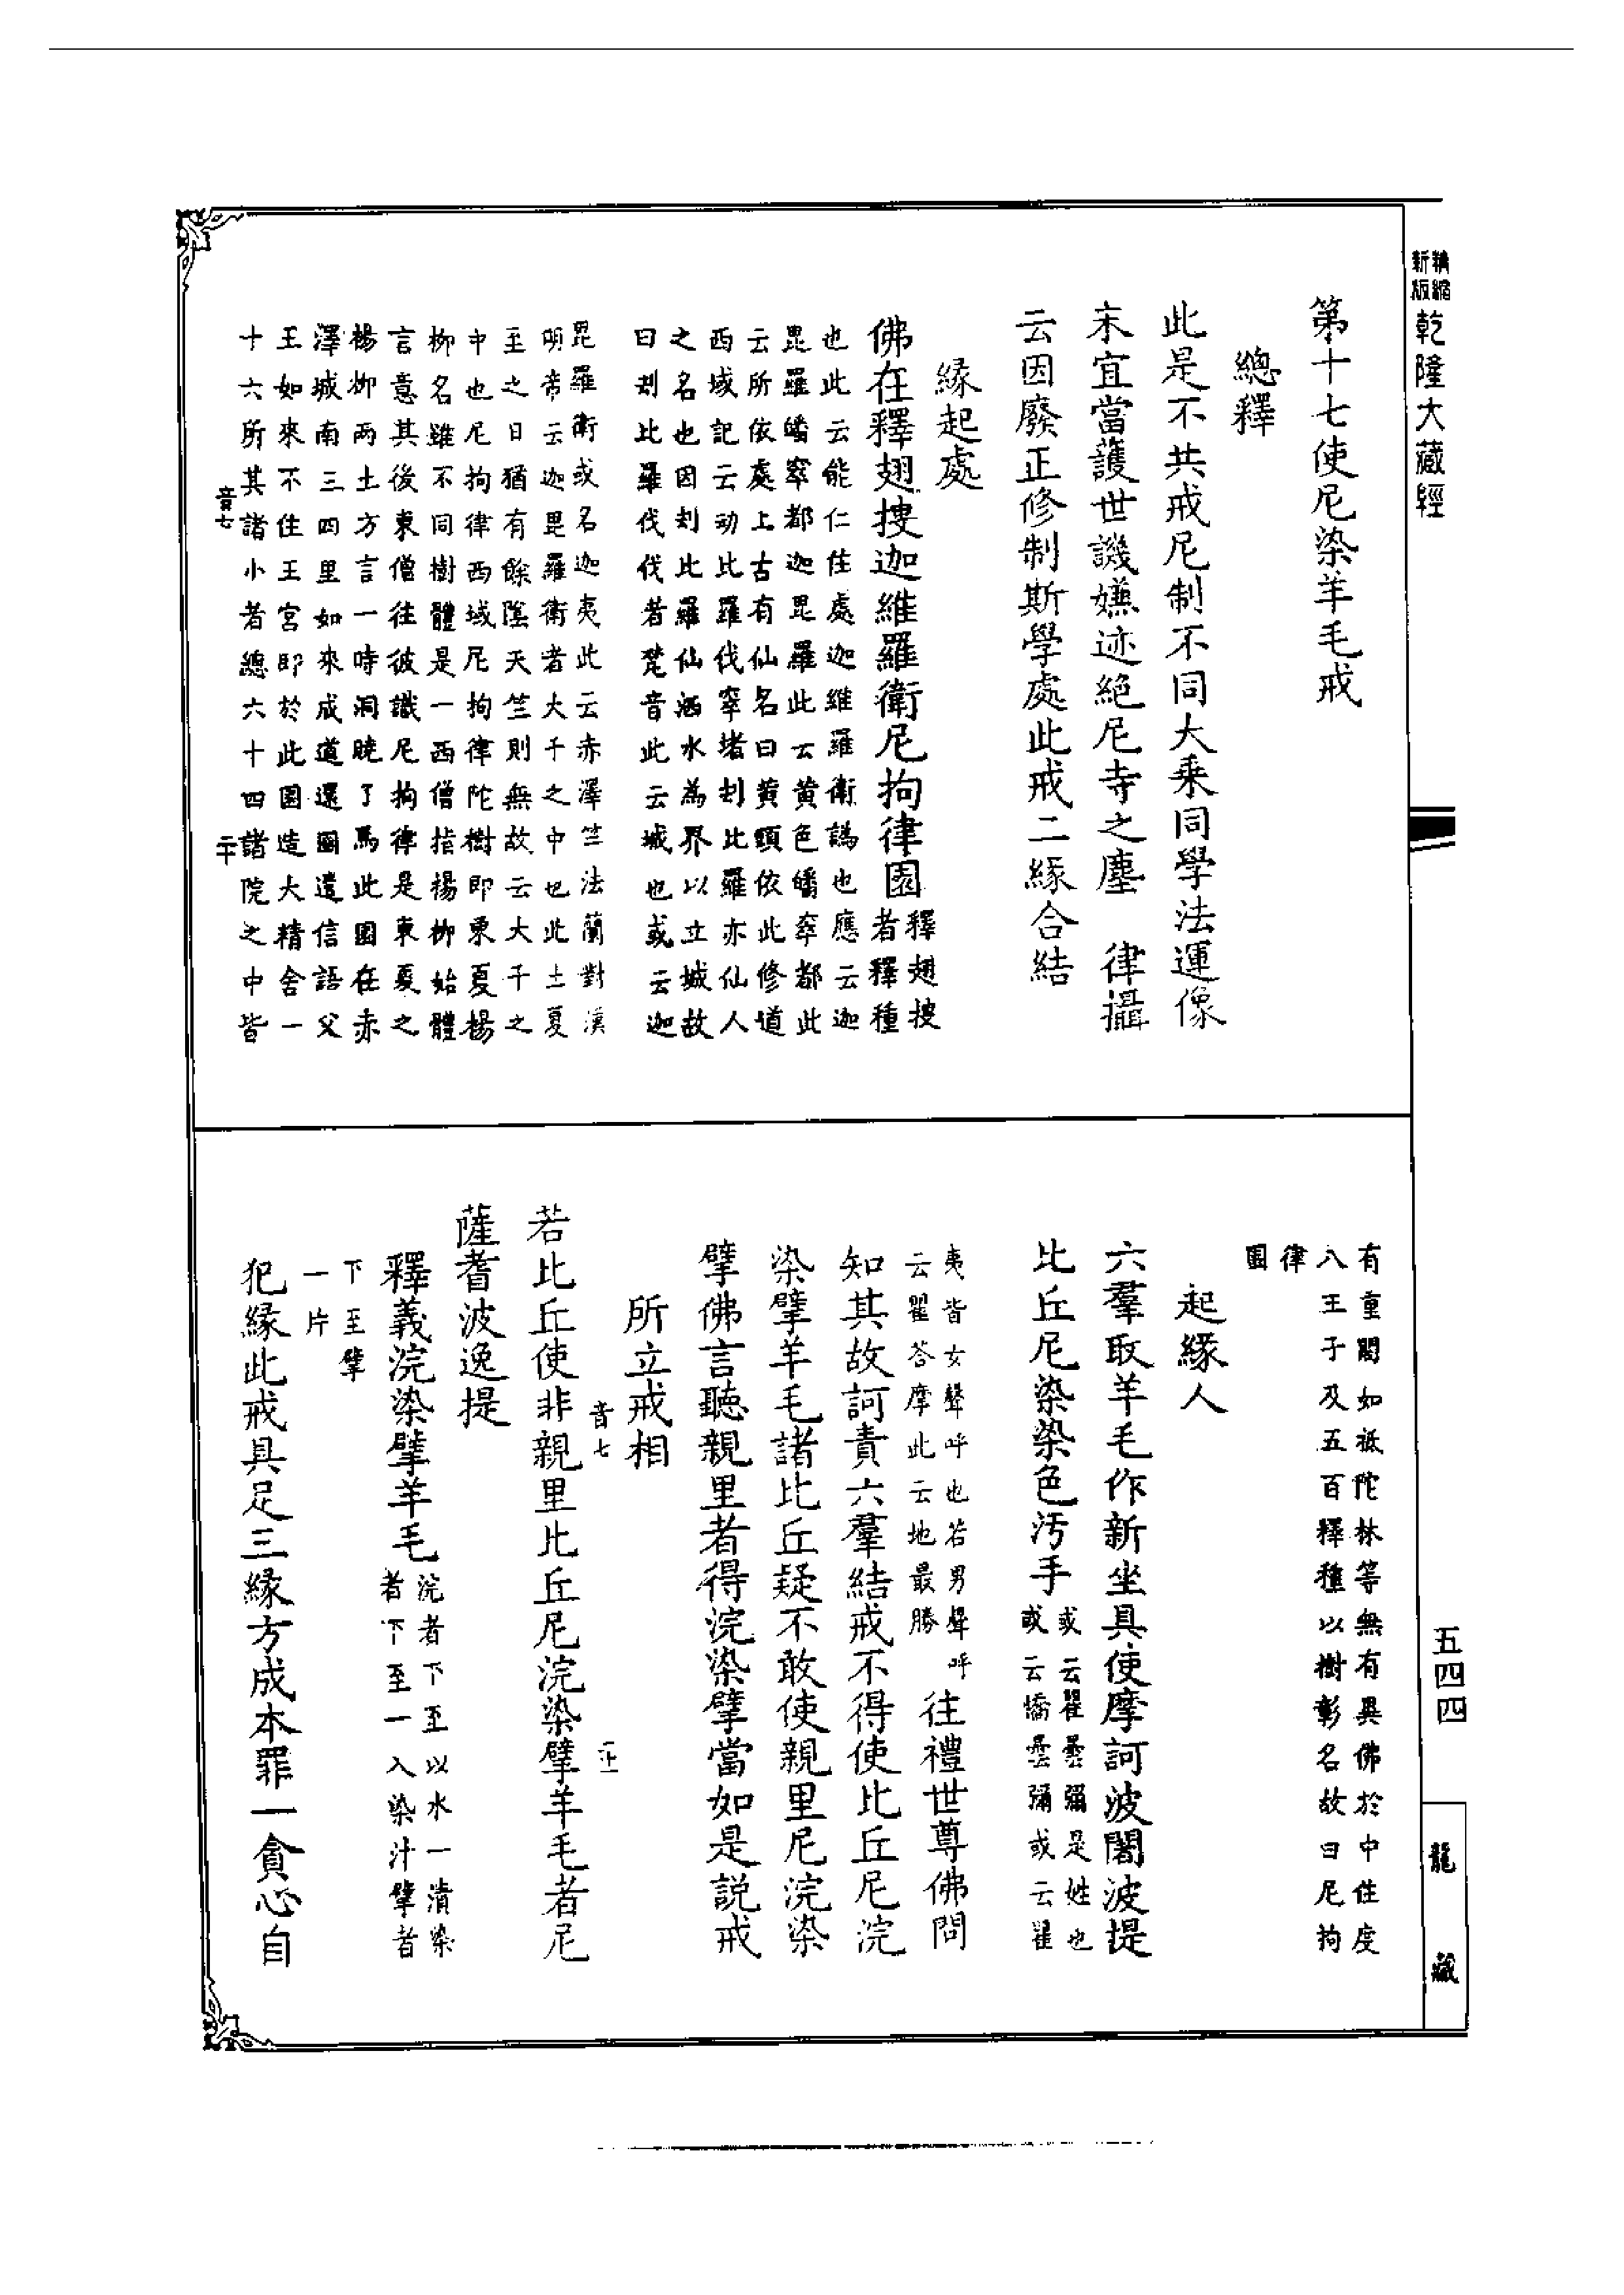 精縮
新版
乾隆大藏經
第十七使尼染羊毛戒
總釋
此是不共戒尼制不同大乘同學法運像
末宜當護世譏嫌迹絕尼寺之塵　律攝
云因廢正修制斯學處此戒二緣合結
緣起處
佛在釋翅搜迦維羅衛尼拘律園
釋翅搜
者釋種
也此云能仁住處迦維羅衛譌也應云迦
毘羅皤窣都迦毘羅此云黃色皤窣都此
云所依處上古有仙名曰黃頭依此修道
西域記云劫比羅伐窣堵劫比羅亦仙人
之名也因劫比羅仙洒水為界以立城故
曰劫比羅伐伐者梵音此云城也或云迦
毘羅衛或名迦夷此云赤澤竺法蘭對漢
明帝云迦毘羅衛者大千之中也此土夏
至之日猶有餘陰天竺則無故云大千之
中也尼拘律西域尼拘律陀樹即東夏楊
柳名雖不同樹體是一西僧指楊柳始體
言意其後東僧往彼識尼拘律是東夏之
楊柳兩土方言一時洞曉了焉此園在赤
澤城南三四里如來成道還國遣信語父
王如來不住王宮即於此園造大精舍一
十六所其諸小者總六十四諸院之中皆
音七
二十
有重閣如祇陀林等無有異佛於中住度
八王子及五百釋種以樹彰名故曰尼拘
律
園
起緣人
六羣取羊毛作新坐具使摩訶波闍波提
比丘尼染染色汚手
或云瞿曇彌是姓也
或云憍曇彌或云瞿
夷皆女聲呼也若男聲呼
云瞿荅摩此云地最勝
往禮世尊佛問
知其故訶責六羣結戒不得使比丘尼浣
染擘羊毛諸比丘疑不敢使親里尼浣染
擘佛言聽親里者得浣染擘當如是說戒
所立戒相
音七
二十一
若比丘使非親里比丘尼浣染擘羊毛者尼
薩耆波逸提
釋義浣染擘羊毛
浣者下至以水一漬染
者下至一入染汁擘者
下至擘
一片
犯緣此戒具足三緣方成本罪一貪心自
五四四
龍藏